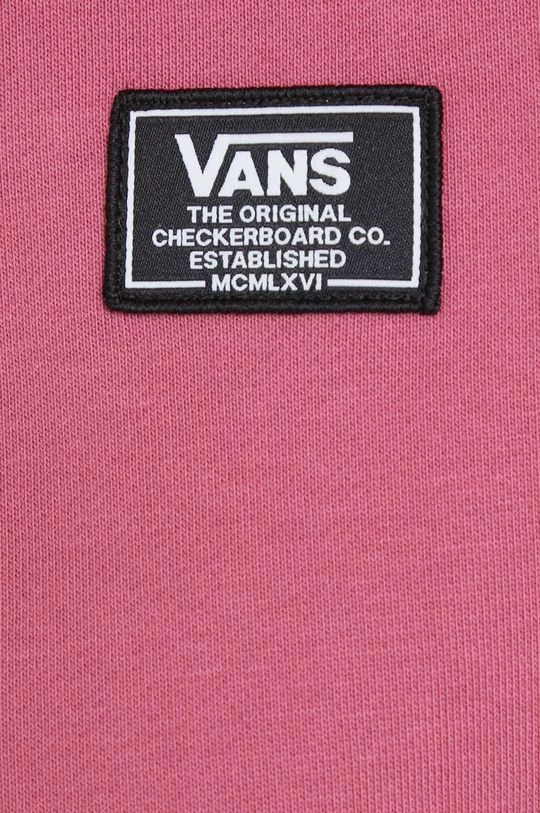 VANS
THE ORIGINAL
CHECKERBOARD CO.
ESTABLISHED
MCMLXVI